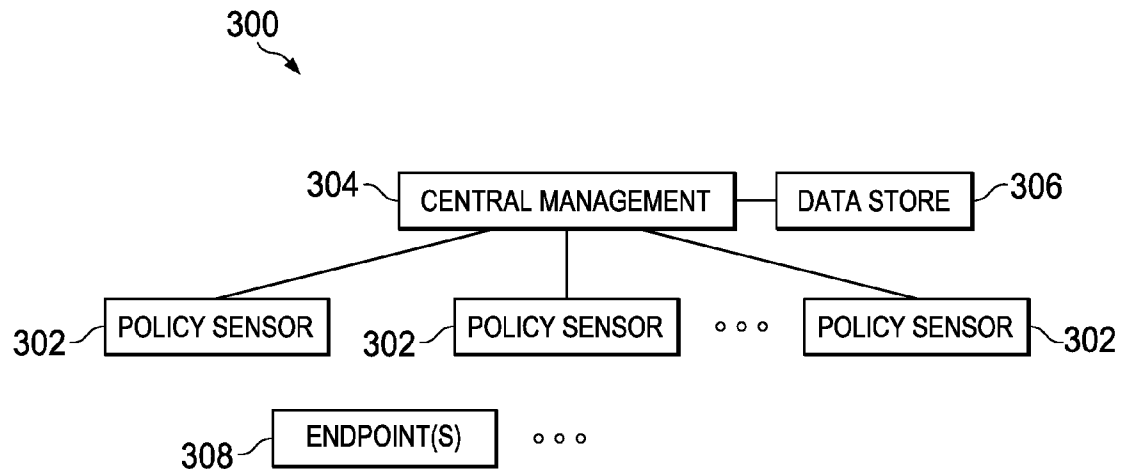 300
304 CENTRAL MANAGEMENT DATA STORE 306
302 POLICY SENSOR 302 POLICY SENSOR POLICY SENSOR 302
308 ENDPOINT(S)